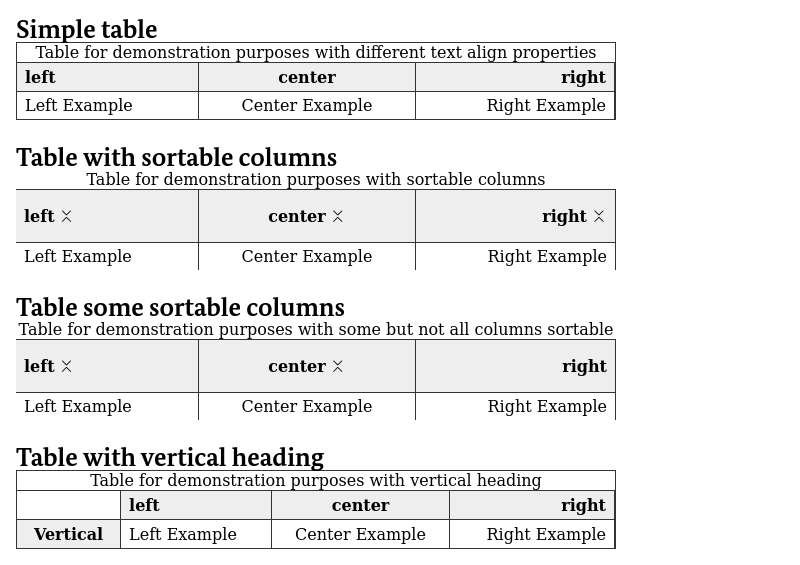 Simple table
Table for demonstration purposes with different text align properties
left center right
Left Example Center Example Right Example
Table with sortable columns
Table for demonstration purposes with sortable columns
left center right
Left Example Center Example Right Example
Table some sortable columns
Table for demonstration purposes with some but not all columns sortable
left center right
Left Example Center Example Right Example
Table with vertical heading
Table for demonstration purposes with vertical heading
left center right
Vertical Left Example Center Example Right Example